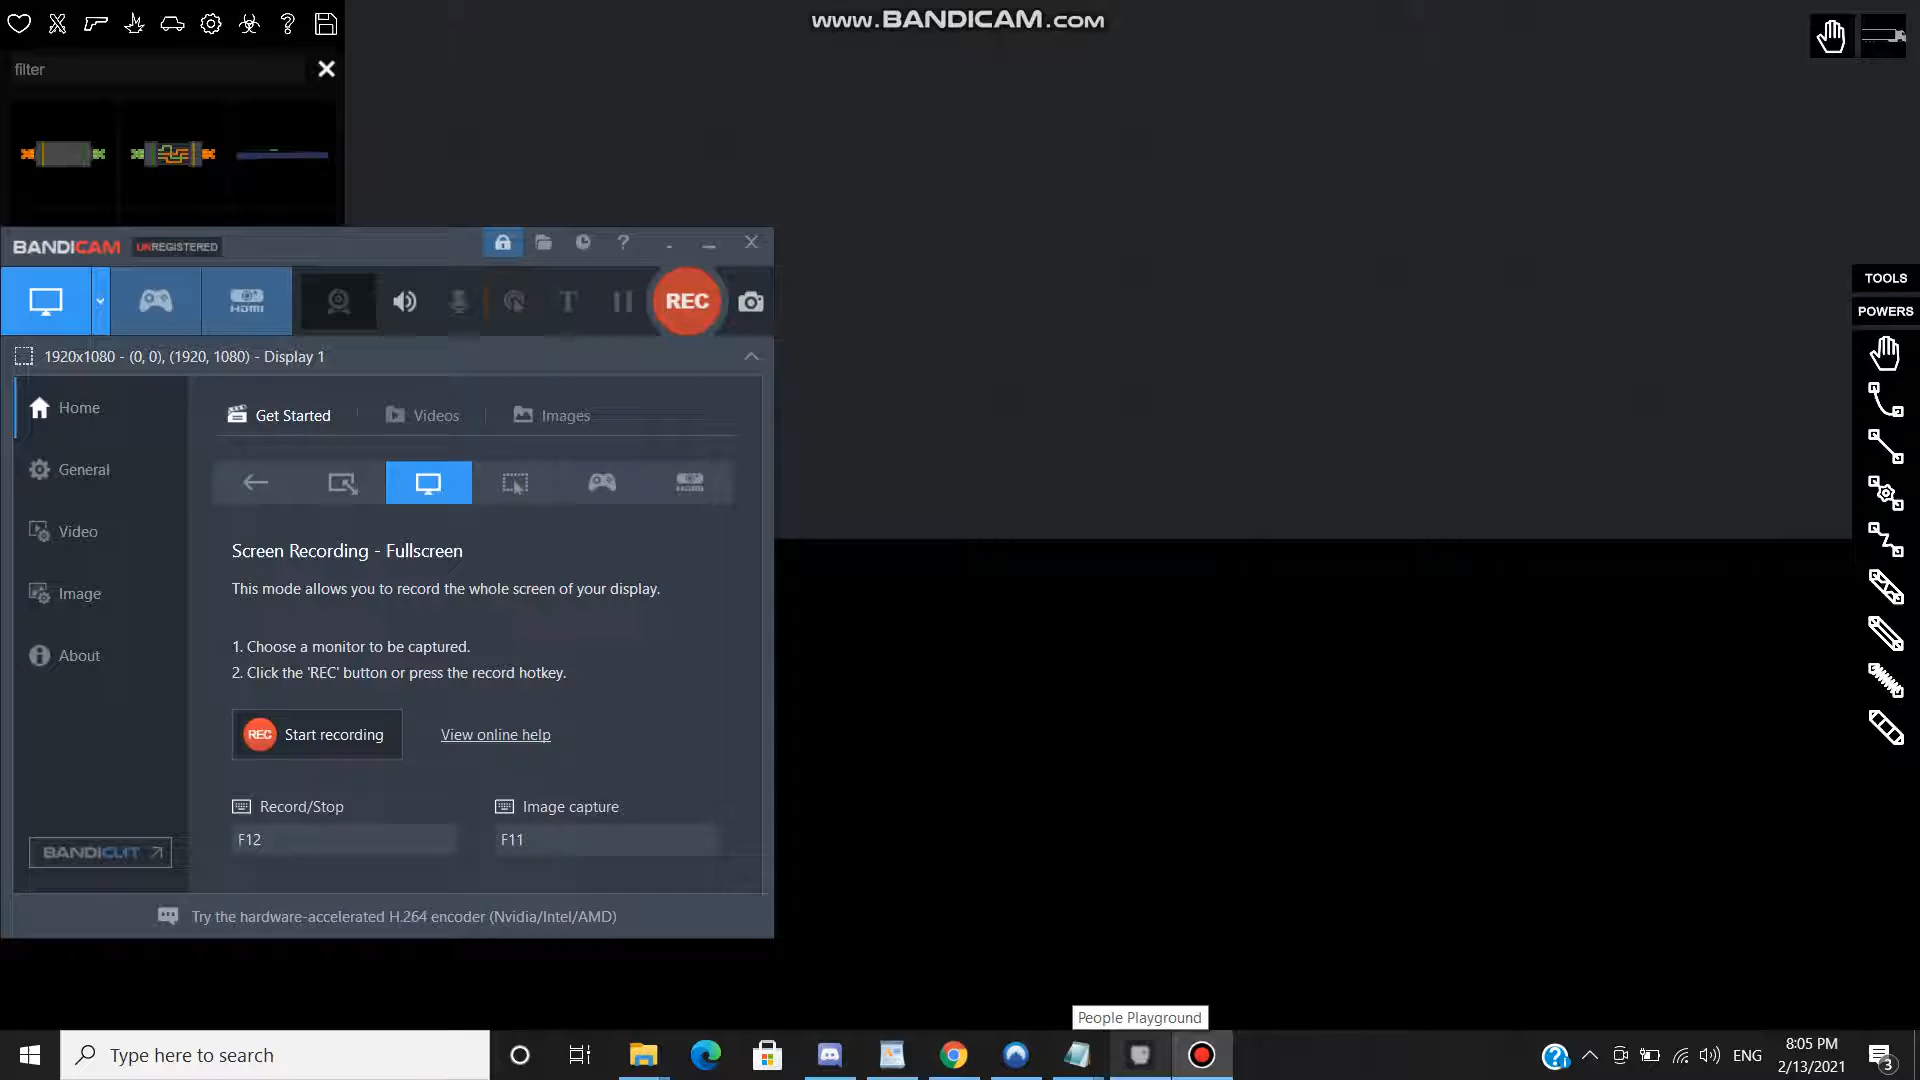 www.BANDICAM.com
filter
BANDICAM UNREGISTERED
HDMI
T
REC
1920x1080 - (0, 0), (1920, 1080) - Display 1
Home
General
Video
Image
About
BANDICUT
Get Started
Videos
Images
Screen Recording - Fullscreen
This mode allows you to record the whole screen of your display.
1. Choose a monitor to be captured.
2. Click the 'REC' button or press the record hotkey.
REC Start recording
View online help
Record/Stop
F12
Image capture
F11
Try the hardware-accelerated H.264 encoder (Nvidia/Intel/AMD)
TOOLS
POWERS
People Playground
Type here to search
ENG
8:05 PM
2/13/2021
3